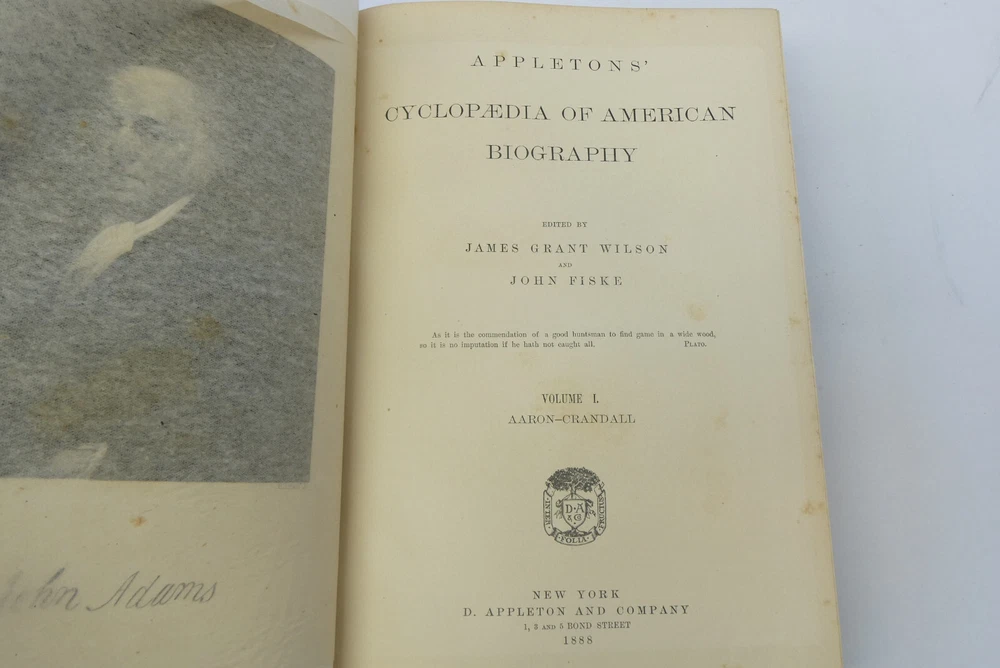 John Adams
APPLETONS'
CYCLOPÆDIA OF AMERICAN
BIOGRAPHY
EDITED BY
JAMES GRANT WILSON
AND
JOHN FISKE
As it is the commendation of a good huntsman to find game in a wide wood,
so it is no imputation if he hath not caught all. PLATO.
VOLUME I.
AARON–CRANDALL
D·A
& Co
INTER FOLIA FRUCTUS
NEW YORK
D. APPLETON AND COMPANY
1, 3 AND 5 BOND STREET
1888